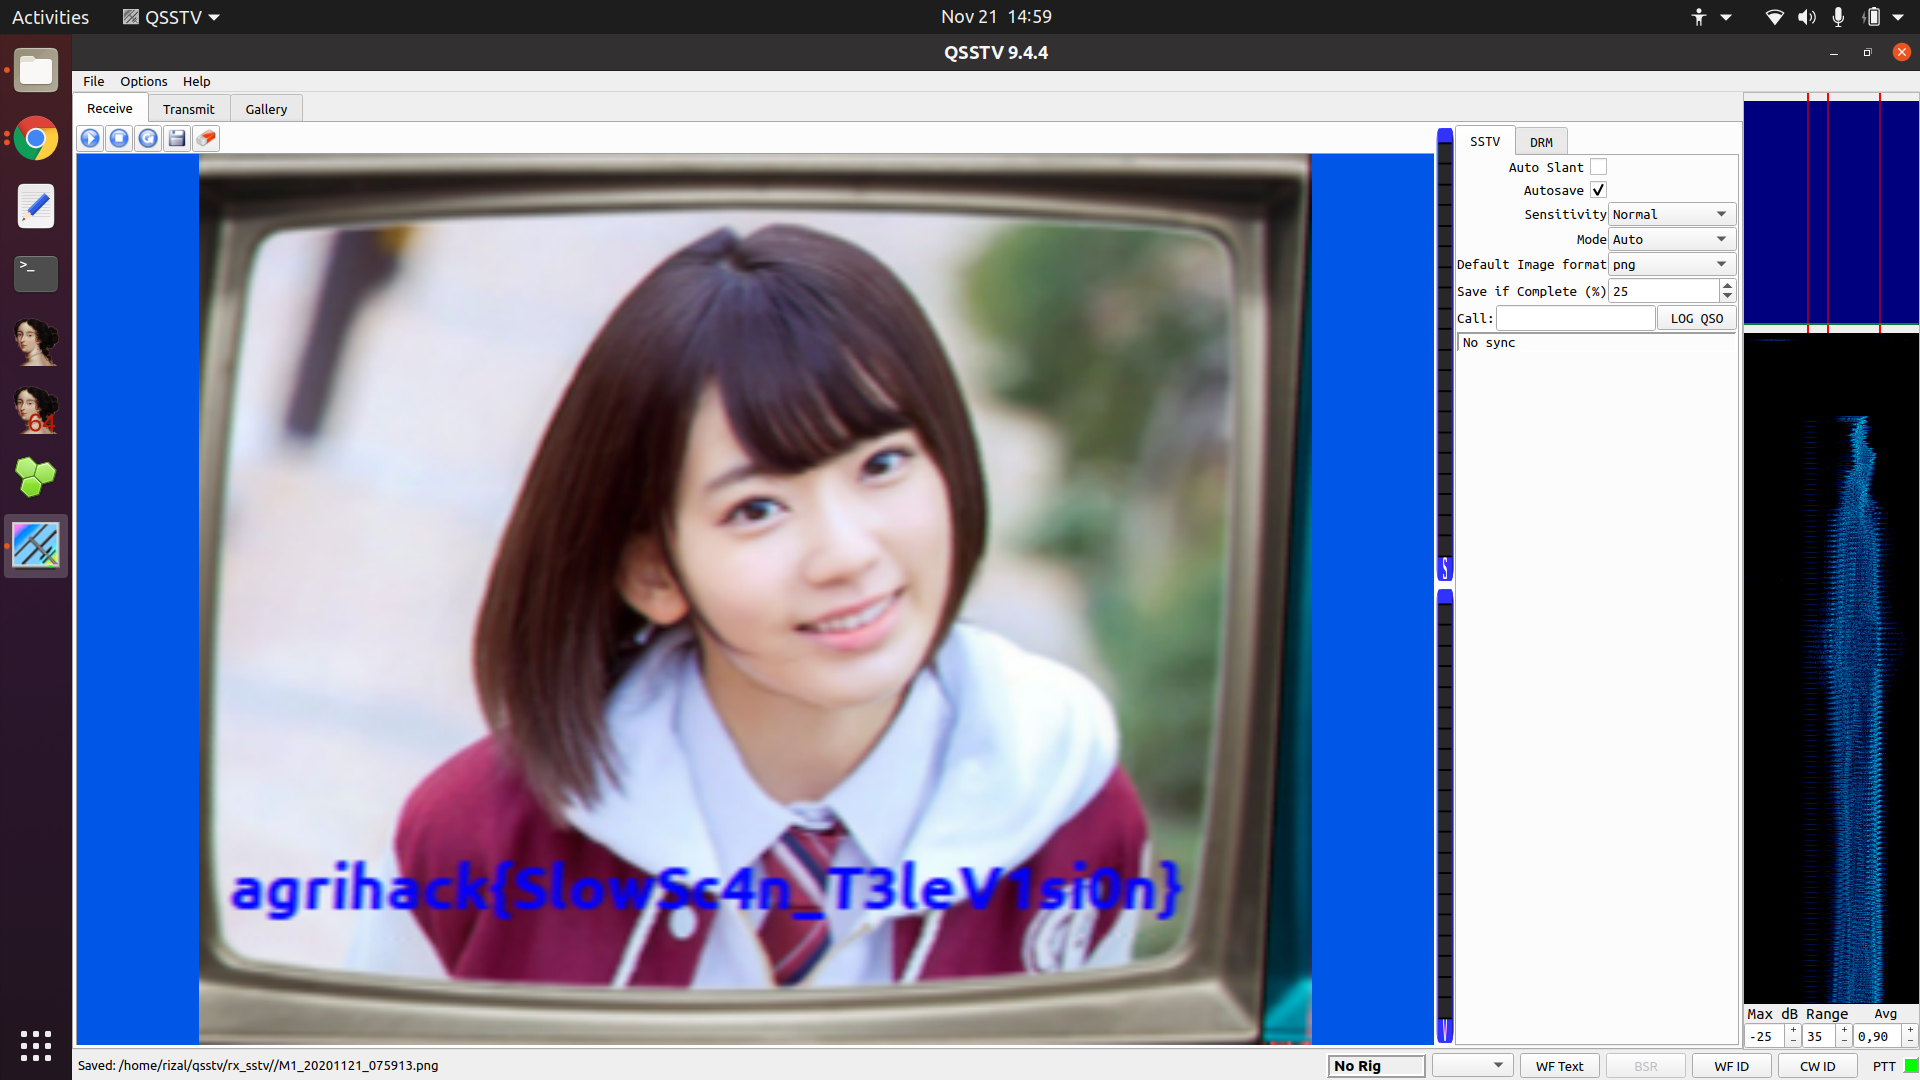 Activities QSSTV Nov 21 14:59
QSSTV 9.4.4
File Options Help
Receive Transmit Gallery
SSTV DRM
Auto Slant
Autosave
Sensitivity Normal
Mode Auto
Default Image format png
Save if Complete (%) 25
Call: LOG QSO
No sync
S
V
>_
64
agrihack{SlowSc4n_T3leV1si0n}
Max dB Range Avg
-25 35 0,90
Saved: /home/rizal/qsstv/rx_sstv//M1_20201121_075913.png No Rig WF Text BSR WF ID CW ID PTT